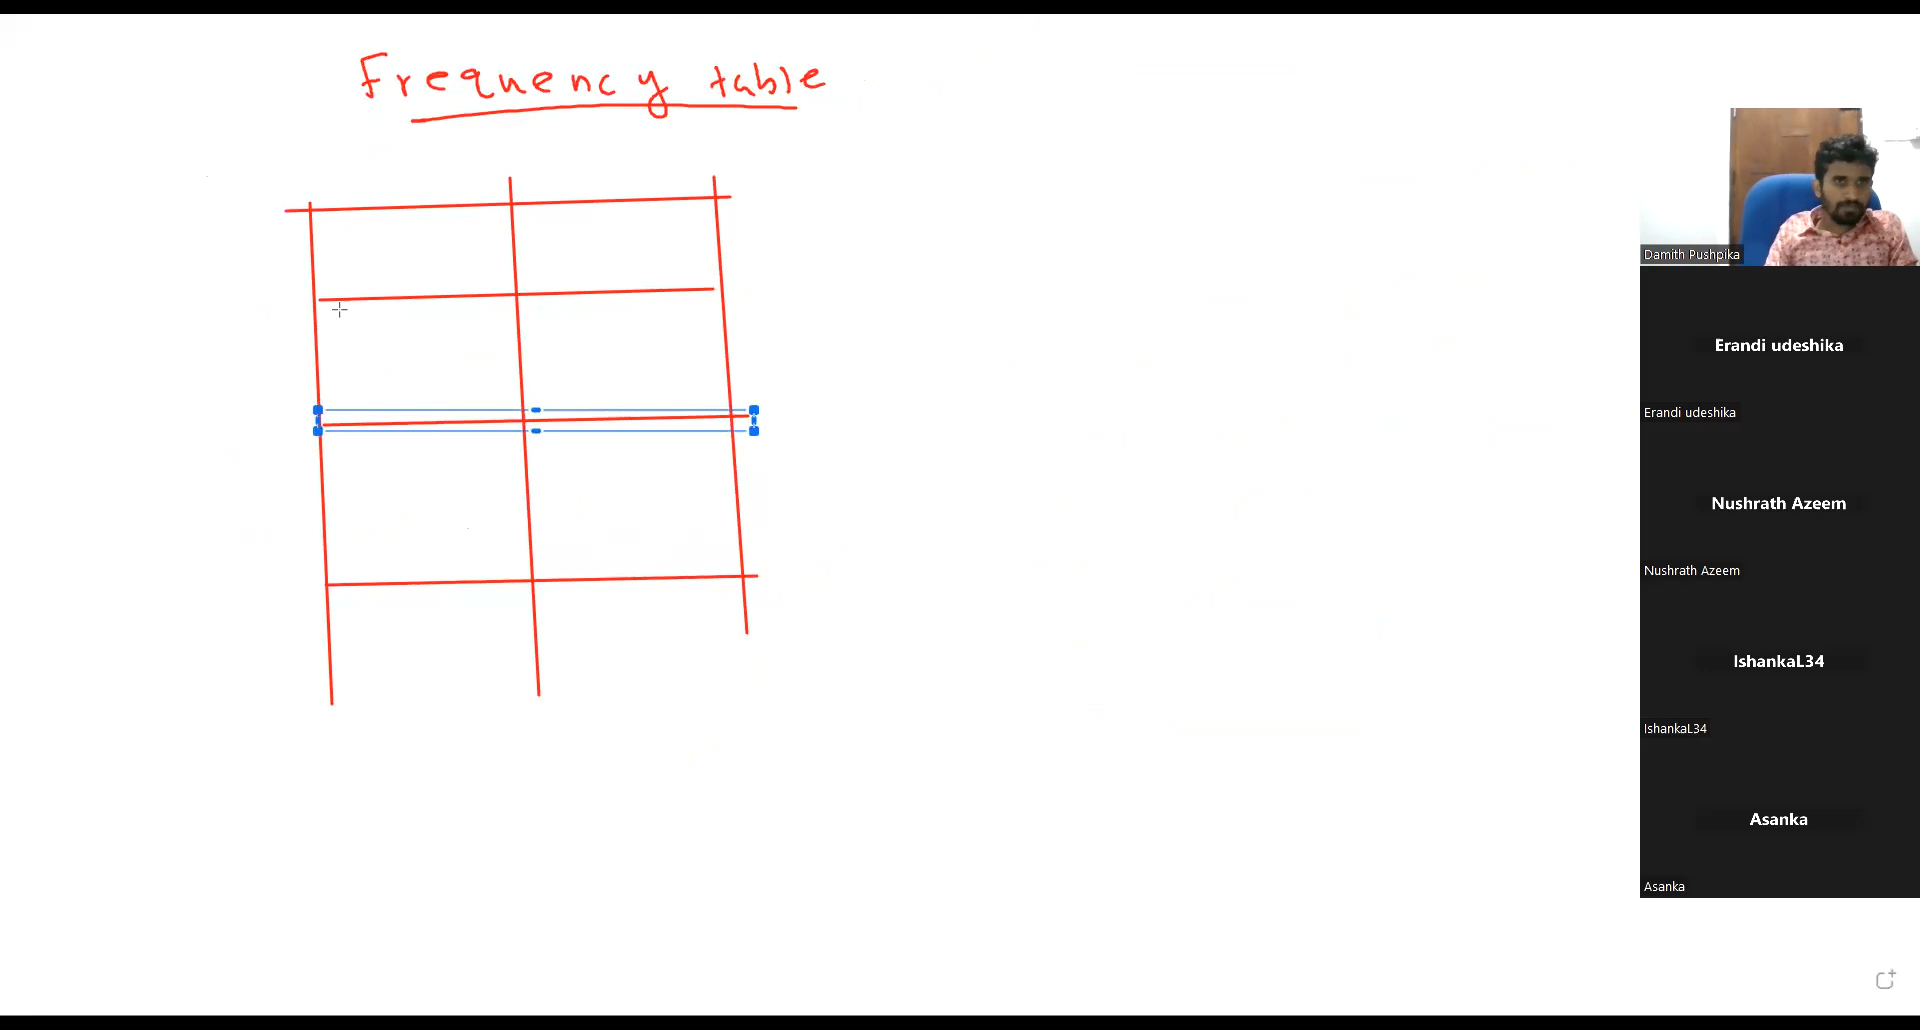 Frequency table
Damith Pushpika
Erandi udeshika
Erandi udeshika
Nushrath Azeem
Nushrath Azeem
IshankaL34
IshankaL34
Asanka
Asanka